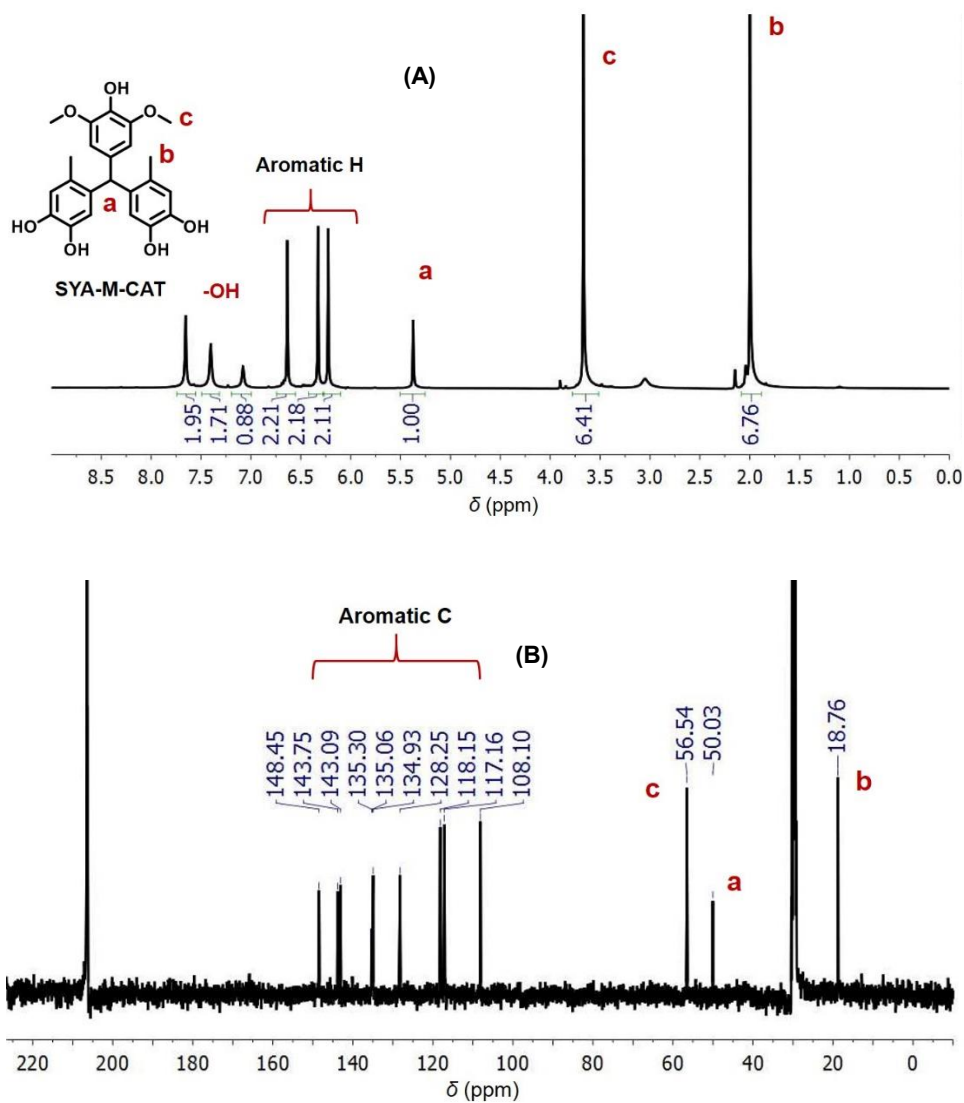 (A)
c
b
OH
O
O
c
b
Aromatic H
a
HO
OH
OH
OH
SYA-M-CAT
-OH
a
1.95
1.71
0.88
2.21
2.18
2.11
1.00
6.41
6.76
8.5 8.0 7.5 7.0 6.5 6.0 5.5 5.0 4.5 4.0 3.5 3.0 2.5 2.0 1.5 1.0 0.5 0.0
δ (ppm)
Aromatic C
(B)
148.45
143.75
143.09
135.30
135.06
134.93
128.25
118.15
117.16
108.10
56.54
50.03
18.76
c
a
b
220 200 180 160 140 120 100 80 60 40 20 0
δ (ppm)